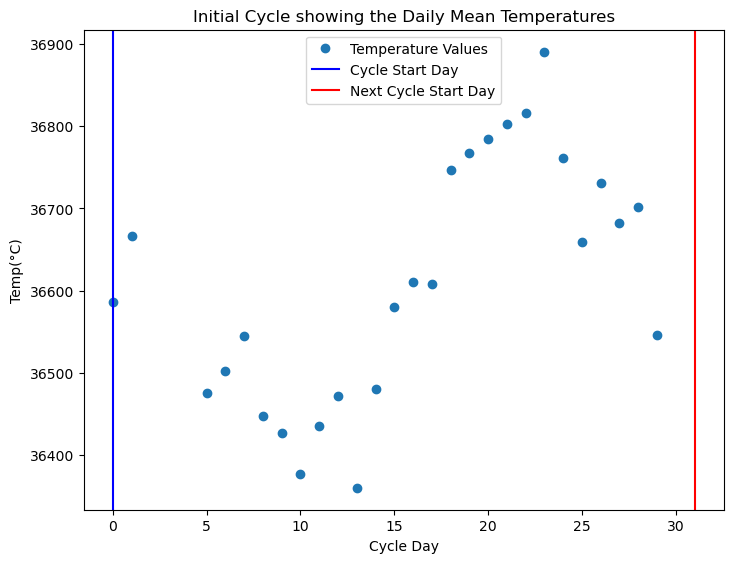 Initial Cycle showing the Daily Mean Temperatures
Temperature Values
Cycle Start Day
Next Cycle Start Day
36900
36800
36700
36600
36500
36400
Temp(°C)
0 5 10 15 20 25 30
Cycle Day